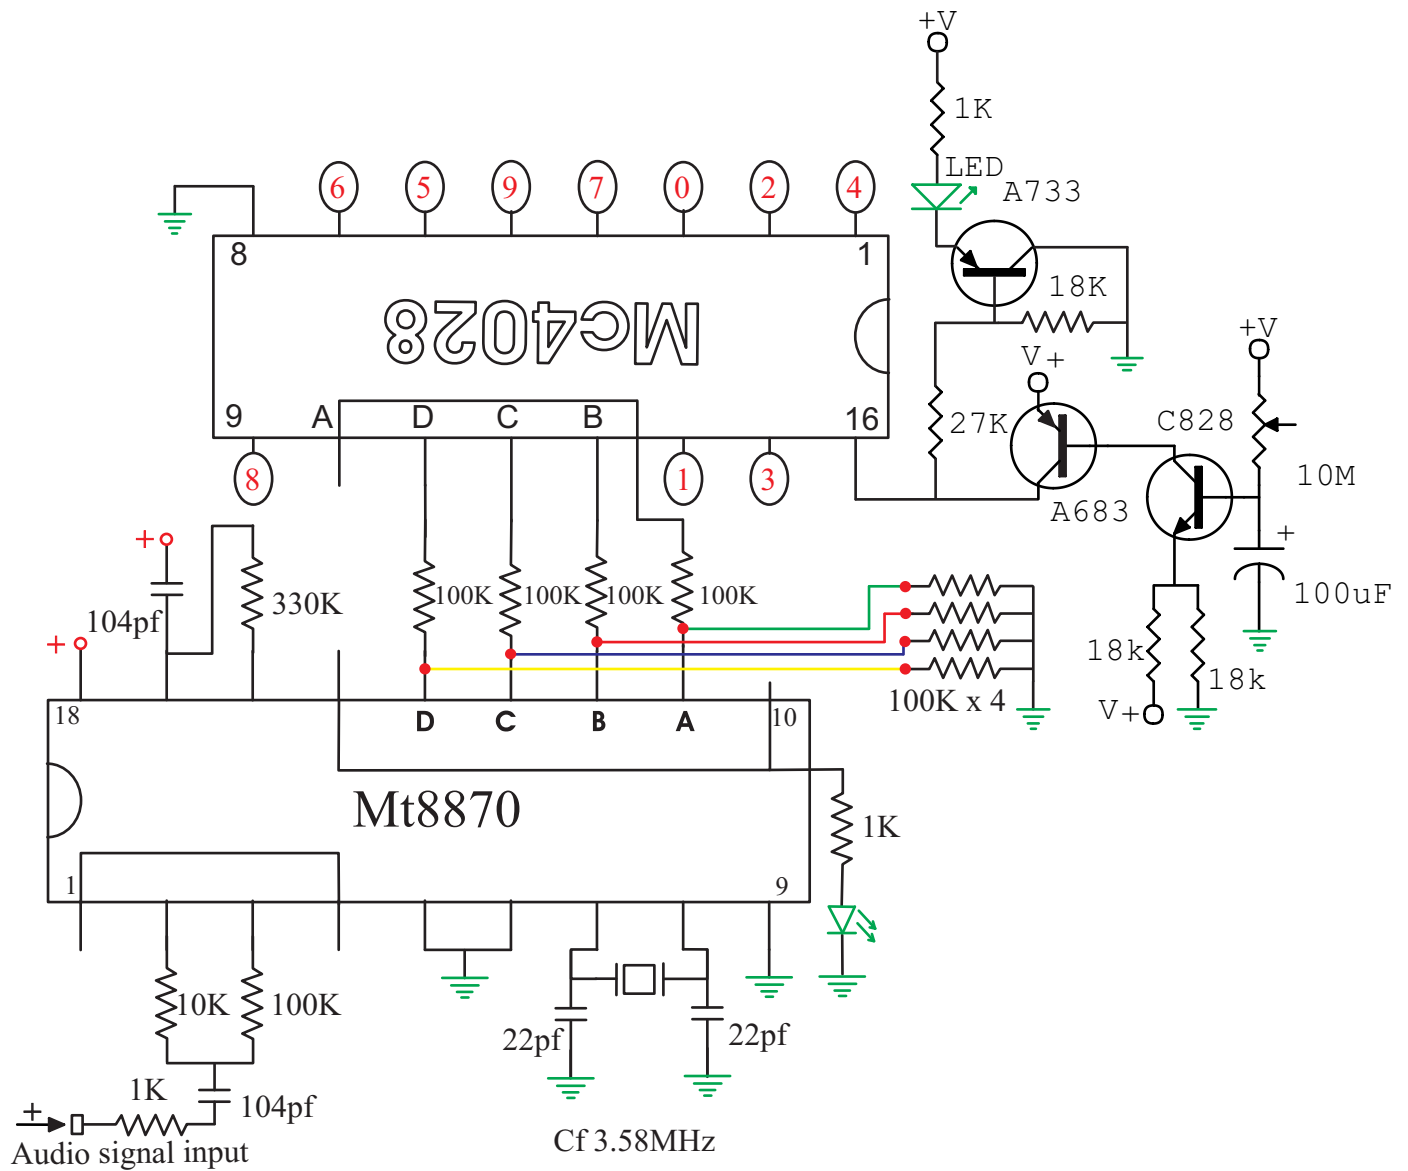 +V
1K
LED
A733
6 5 9 7 0 2 4
8 1
18K
Mc4028
+V
V+
9 A D C B 16
27K
C828
8 1 3
10M
A683
+
+
330K
100K 100K 100K 100K
104pf
100uF
+
18k
18k
100K x 4
V+
18 D C B A 10
Mt8870
1K
1 9
10K 100K
22pf 22pf
1K
104pf
+
Cf 3.58MHz
Audio signal input